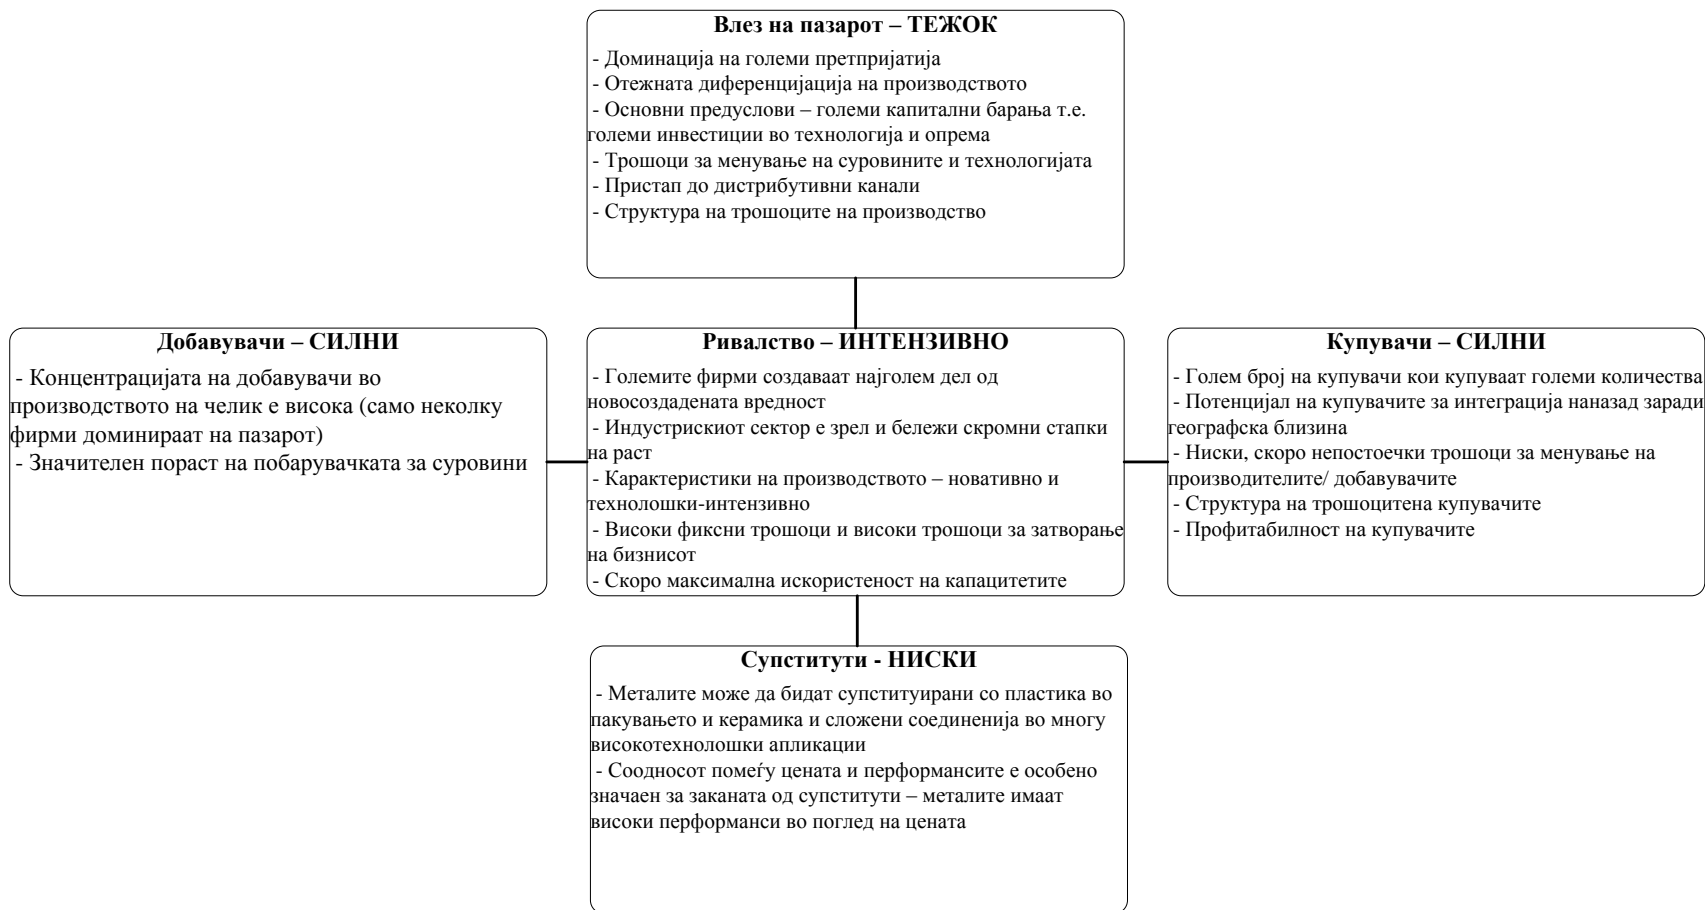 Влез на пазарот – ТЕЖОК
- Доминација на големи претпријатија
- Отежната диференцијација на производството
- Основни предуслови – големи капитални барања т.е.
големи инвестиции во технологија и опрема
- Трошоци за менување на суровините и технологијата
- Пристап до дистрибутивни канали
- Структура на трошоците на производство
Добавувачи – СИЛНИ
- Концентрацијата на добавувачи во
производството на челик е висока (само неколку
фирми доминираат на пазарот)
- Значителен пораст на побарувачката за суровини
Ривалство – ИНТЕНЗИВНО
- Големите фирми создаваат најголем дел од
новосоздадената вредност
- Индустрискиот сектор е зрел и бележи скромни стапки
на раст
- Карактеристики на производството – новативно и
технолошки-интензивно
- Високи фиксни трошоци и високи трошоци за затворање
на бизнисот
- Скоро максимална искористеност на капацитетите
Купувачи – СИЛНИ
- Голем број на купувачи кои купуваат големи количества
- Потенцијал на купувачите за интеграција наназад заради
географска близина
- Ниски, скоро непостоечки трошоци за менување на
производителите/ добавувачите
- Структура на трошоцитена купувачите
- Профитабилност на купувачите
Супститути - НИСКИ
- Металите може да бидат супституирани со пластика во
пакувањето и керамика и сложени соединенија во многу
високотехнолошки апликации
- Соодносот помеѓу цената и перформансите е особено
значаен за заканата од супститути – металите имаат
високи перформанси во поглед на цената